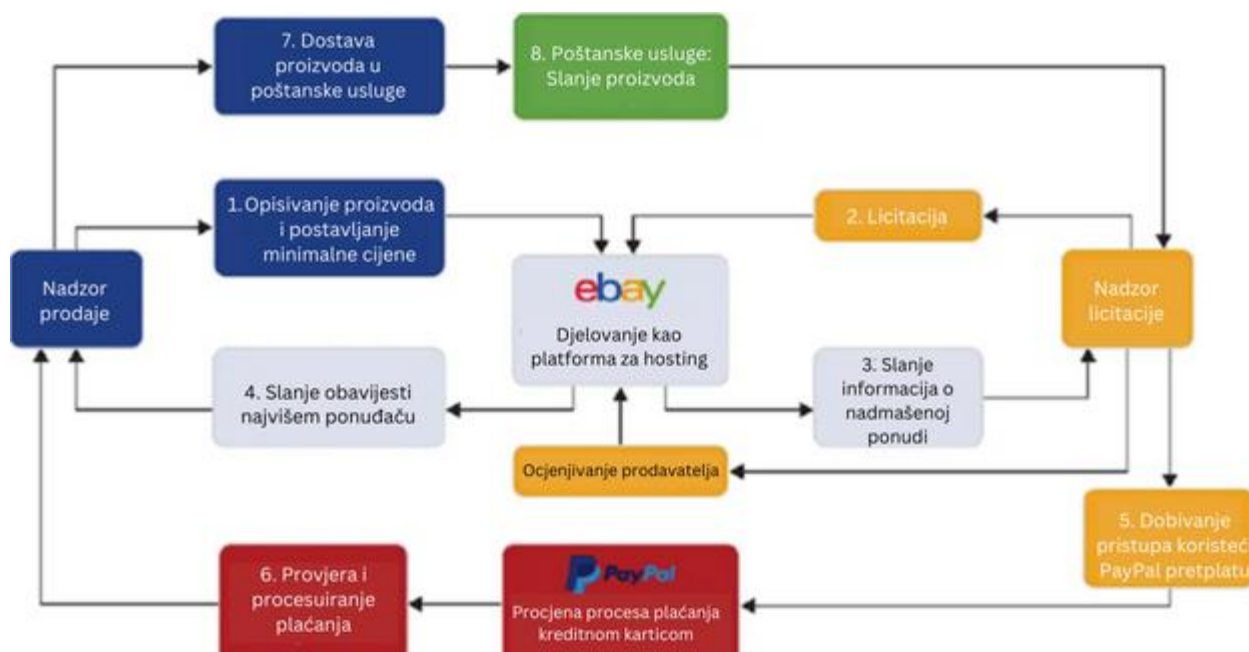 7. Dostava
proizvoda u
poštanske usluge
8. Poštanske usluge:
Slanje proizvoda
1. Opisivanje proizvoda
i postavljanje
minimalne cijene
2. Licitacija
Nadzor
prodaje
ebay
Djelovanje kao
platforma za hosting
Nadzor
licitacije
4. Slanje obavijesti
najvišem ponuđaču
3. Slanje
informacija o
nadmašenoj
ponudi
Ocjenjivanje prodavatelja
5. Dobivanje
pristupa koristeć
PayPal pretplatu
6. Provjera i
procesuiranje
plaćanja
PayPal
Procjena procesa plaćanja
kreditnom karticom